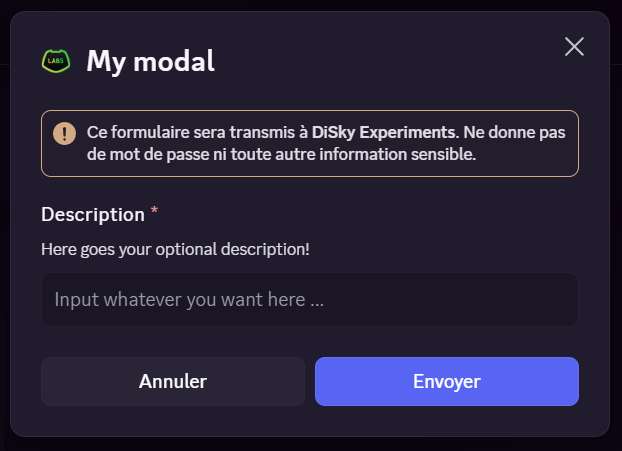 LABS
My modal
Ce formulaire sera transmis à DiSky Experiments. Ne donne pas
de mot de passe ni toute autre information sensible.
Description *
Here goes your optional description!
Input whatever you want here ...
Annuler
Envoyer